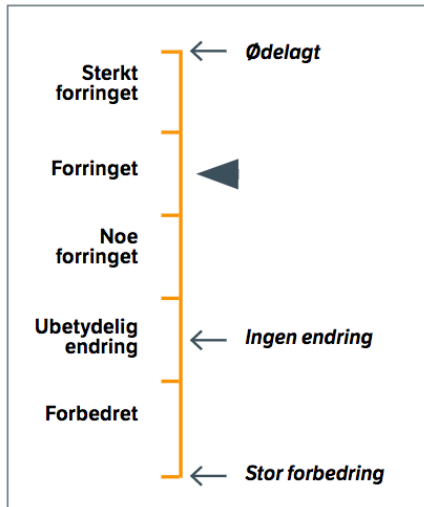 Ødelagt
Sterkt
forringet
Forringet
Noe
forringet
Ubetydelig
endring
Ingen endring
Forbedret
Stor forbedring